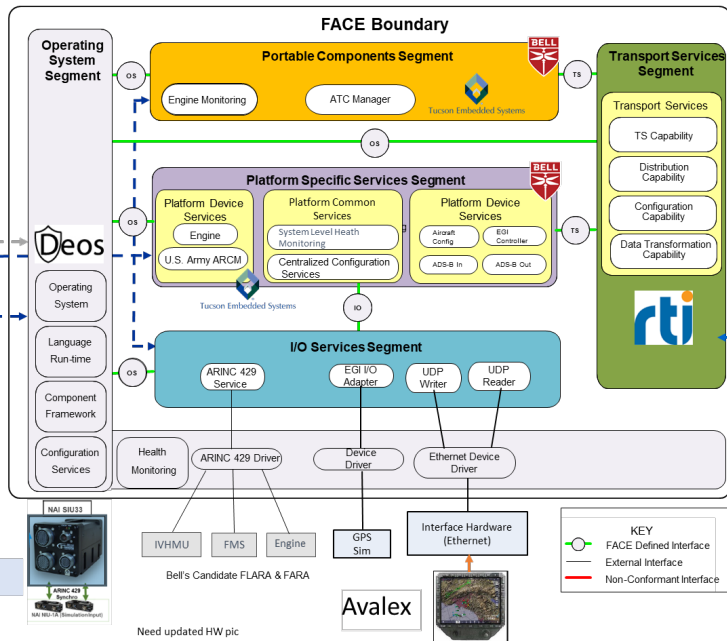 FACE Boundary
Operating
System
Segment
Portable Components Segment
BELL
Transport Services
Segment
OS
TS
Engine Monitoring
ATC Manager
Tucson Embedded Systems
Transport Services
TS Capability
OS
Distribution
Capability
Configuration
Capability
Data Transformation
Capability
BELL
Platform Specific Services Segment
Platform Device
Services
Engine
U.S. Army ARCM
Platform Common
Services
System Level Heath
Monitoring
Centralized Configuration
Services
Platform Device
Services
Aircraft
Config
EGI
Controller
ADS-B In
ADS-B Out
OS
TS
Tucson Embedded Systems
Deos
IO
rti
Operating
System
Language
Run-time
Component
Framework
Configuration
Services
I/O Services Segment
OS
ARINC 429
Service
EGI I/O
Adapter
UDP
Writer
UDP
Reader
Health
Monitoring
ARINC 429 Driver
Device
Driver
Ethernet Device
Driver
NAI SIU33
ARINC 429
Synchro
NAI NIU-1A (Simulation/Input)
IVHMU
FMS
Engine
GPS
Sim
Interface Hardware
(Ethernet)
Bell's Candidate FLARA & FARA
Avalex
Need updated HW pic
KEY
FACE Defined Interface
External Interface
Non-Conformant Interface